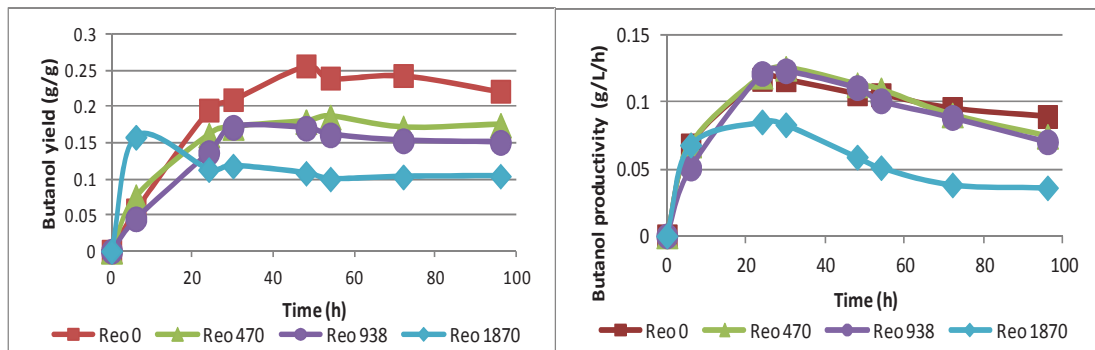 Butanol yield (g/g)
0.3
0.25
0.2
0.15
0.1
0.05
0
0 20 40 60 80 100
Time (h)
Reo 0 Reo 470 Reo 938 Reo 1870
Butanol productivity (g/L/h)
0.15
0.1
0.05
0
0 20 40 60 80 100
Time (h)
Reo 0 Reo 470 Reo 938 Reo 1870